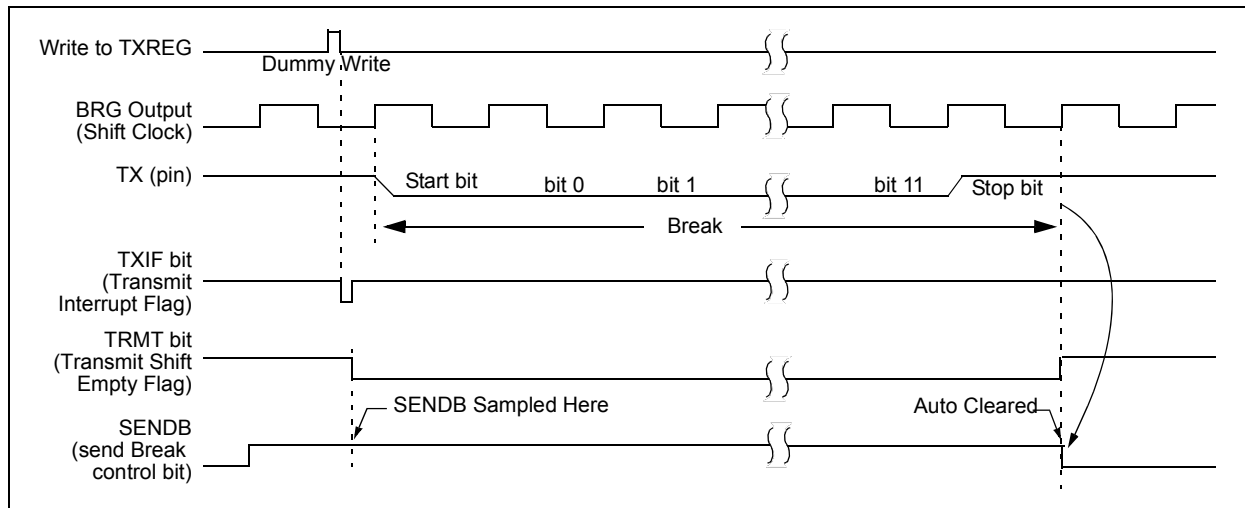 Write to TXREG
Dummy Write
BRG Output
(Shift Clock)
TX (pin)
Start bit
bit 0
bit 1
bit 11
Stop bit
Break
TXIF bit
(Transmit
Interrupt Flag)
TRMT bit
(Transmit Shift
Empty Flag)
SENDB Sampled Here
Auto Cleared
SENDB
(send Break
control bit)